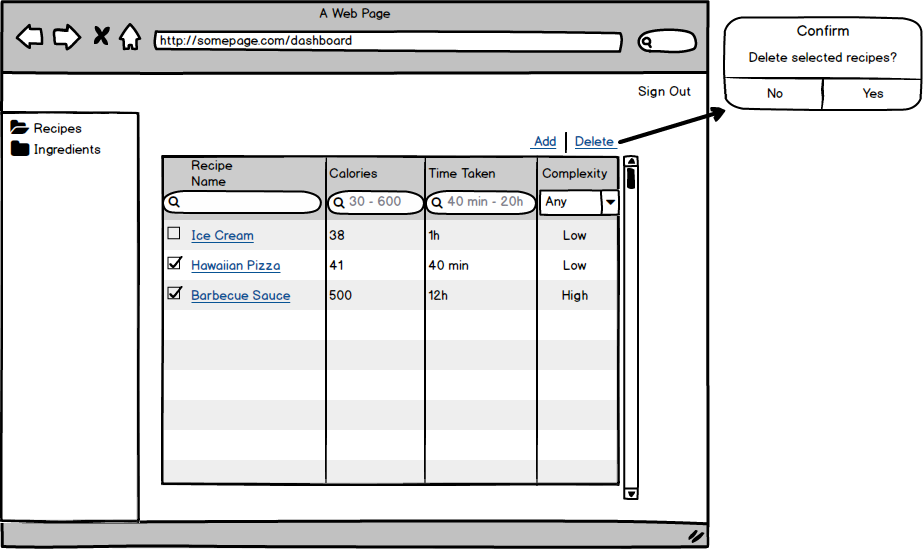 A Web Page
http://somepage.com/dashboard
Confirm
Delete selected recipes?
No Yes
Sign Out
Recipes
Ingredients
Add Delete
Recipe
Name
Calories Time Taken Complexity
30 - 600 40 min - 20h Any
Ice Cream 38 1h Low
Hawaiian Pizza 41 40 min Low
Barbecue Sauce 500 12h High